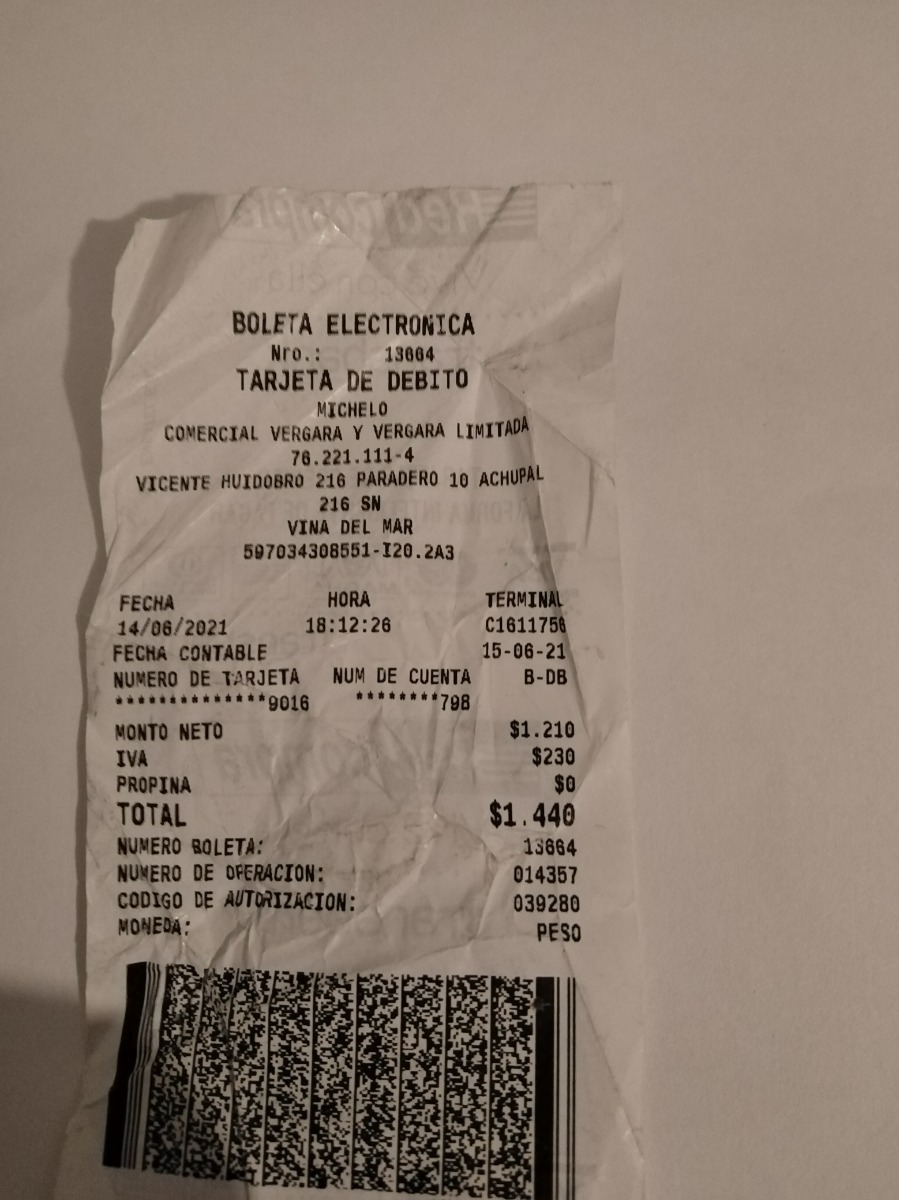 BOLETA ELECTRONICA
Nro.: 13664
TARJETA DE DEBITO
MICHELO
COMERCIAL VERGARA Y VERGARA LIMITADA
76.221.111-4
VICENTE HUIDOBRO 216 PARADERO 10 ACHUPAL
216 SN
VINA DEL MAR
597034308551-I20.2A3
FECHA HORA TERMINAL
14/06/2021 18:12:26 C1611756
FECHA CONTABLE 15-06-21
NUMERO DE TARJETA NUM DE CUENTA B-DB
**************9016 ********798
MONTO NETO $1.210
IVA $230
PROPINA $0
TOTAL $1.440
NUMERO BOLETA: 13664
NUMERO DE OPERACION: 014357
CODIGO DE AUTORIZACION: 039280
MONEDA: PESO